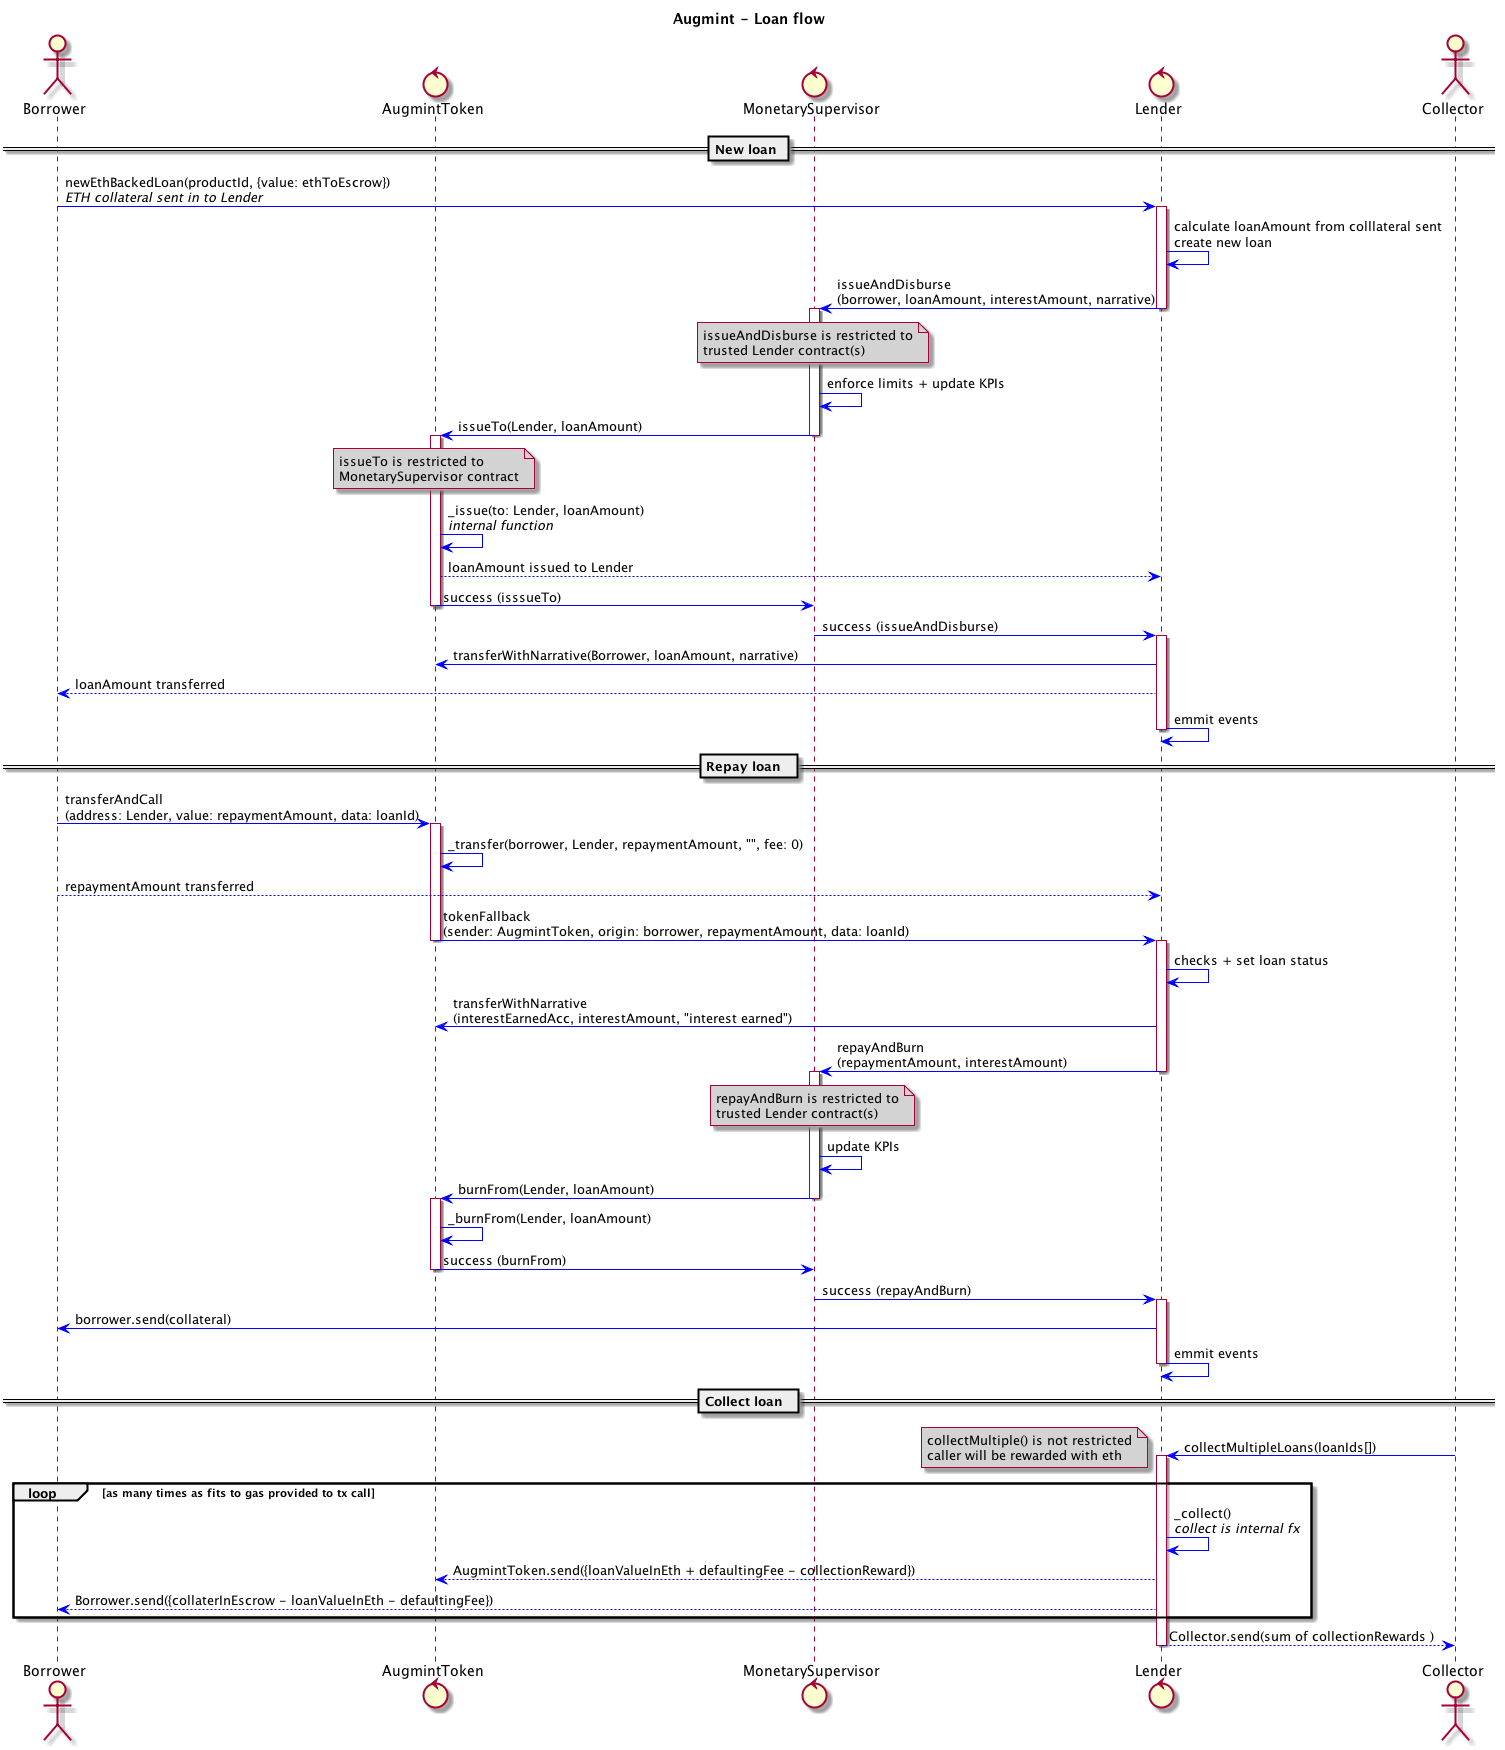 Augmint - Loan flow
Borrower
AugmintToken
MonetarySupervisor
Lender
Collector
New loan
newEthBackedLoan(productId, {value: ethToEscrow})
ETH collateral sent in to Lender
calculate loanAmount from colllateral sent
create new loan
issueAndDisburse
(borrower, loanAmount, interestAmount, narrative)
issueAndDisburse is restricted to
trusted Lender contract(s)
enforce limits + update KPIs
issueTo(Lender, loanAmount)
issueTo is restricted to
MonetarySupervisor contract
_issue(to: Lender, loanAmount)
internal function
loanAmount issued to Lender
success (isssueTo)
success (issueAndDisburse)
transferWithNarrative(Borrower, loanAmount, narrative)
loanAmount transferred
emmit events
Repay loan
transferAndCall
(address: Lender, value: repaymentAmount, data: loanId)
_transfer(borrower, Lender, repaymentAmount, "", fee: 0)
repaymentAmount transferred
tokenFallback
(sender: AugmintToken, origin: borrower, repaymentAmount, data: loanId)
checks + set loan status
transferWithNarrative
(interestEarnedAcc, interestAmount, "interest earned")
repayAndBurn
(repaymentAmount, interestAmount)
repayAndBurn is restricted to
trusted Lender contract(s)
update KPIs
burnFrom(Lender, loanAmount)
_burnFrom(Lender, loanAmount)
success (burnFrom)
success (repayAndBurn)
borrower.send(collateral)
emmit events
Collect loan
collectMultiple() is not restricted
caller will be rewarded with eth
collectMultipleLoans(loanIds[])
loop
[as many times as fits to gas provided to tx call]
_collect()
collect is internal fx
AugmintToken.send({loanValueInEth + defaultingFee - collectionReward})
Borrower.send({collaterInEscrow - loanValueInEth - defaultingFee})
Collector.send(sum of collectionRewards )
Borrower
AugmintToken
MonetarySupervisor
Lender
Collector